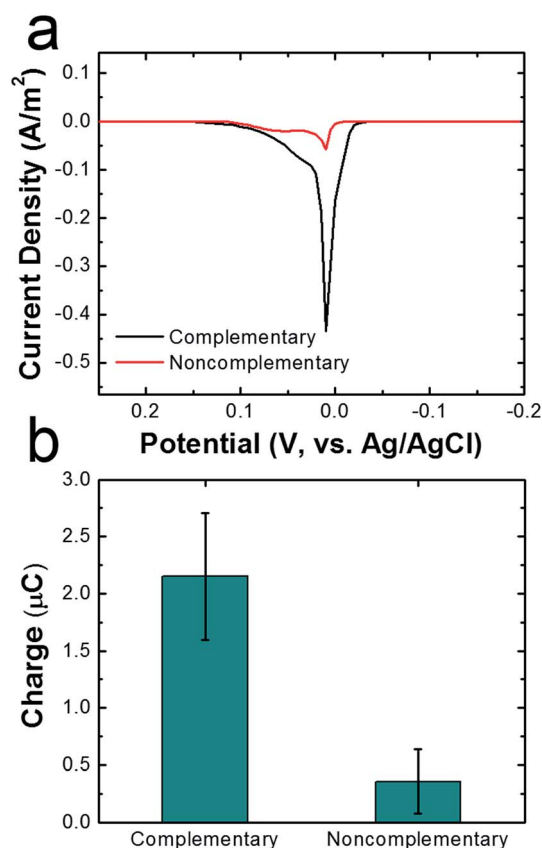 a
0.1
0.0
-0.1
-0.2
-0.3
-0.4
-0.5
Current Density (A/m²)
Complementary
Noncomplementary
0.2 0.1 0.0 -0.1 -0.2
Potential (V, vs. Ag/AgCl)
b
3.0
2.5
2.0
1.5
1.0
0.5
0.0
Charge (μC)
Complementary Noncomplementary